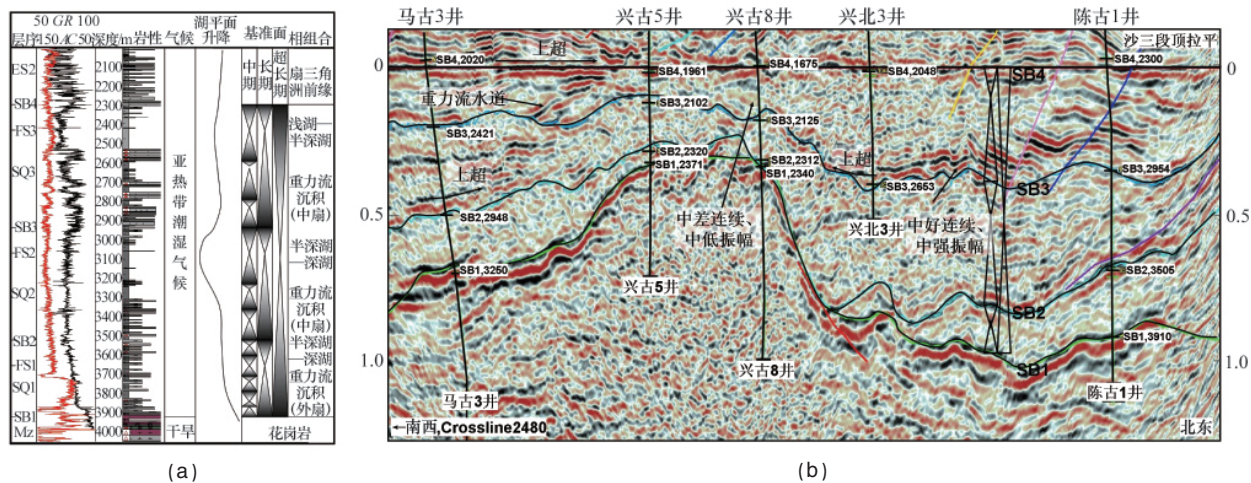 50 GR 100
层序150 AC 50深度/m岩性
气候
湖平面
升降
基准面
中期
长期
超长期
相组合
ES2
SB4
FS3
SQ3
SB3
FS2
SQ2
SB2
FS1
SQ1
SB1
Mz
2100
2200
2300
2400
2500
2600
2700
2800
2900
3000
3100
3200
3300
3400
3500
3600
3700
3800
3900
4000
亚热带潮湿气候
干旱
扇三角
洲前缘
浅湖
半深湖
重力流
沉积
(中扇)
半深湖
深湖
重力流
沉积
(中扇)
半深湖
深湖
重力流
沉积
(外扇)
花岗岩
(a)
马古3井 兴古5井 兴古8井 兴北3井 陈古1井
上超 沙三段顶拉平
0 SB4,2020 SB4,1961 SB4,1675 SB4,2048 SB4 SB4,2300 0
重力流水道 SB3,2102
SB3,2421 SB3,2125
上超 SB2,2320 SB2,2312 上超 SB3,2954
SB1,2371 SB1,2340 SB3,2653 SB3
0.5 SB2,2948 中差连续、 兴北3井 中好连续、 0.5
中低振幅 中强振幅
SB1,3250 兴古5井 SB2,3505
SB2
1.0 兴古8井 SB1 SB1,3910 1.0
马古3井 陈古1井
←南西,Crossline2480 北东
(b)